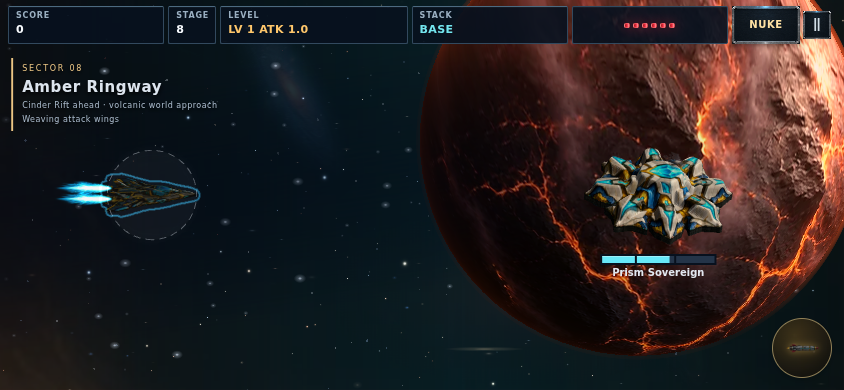 SCORE
0
STAGE
8
LEVEL
LV 1 ATK 1.0
STACK
BASE
NUKE
SECTOR 08
Amber Ringway
Cinder Rift ahead · volcanic world approach
Weaving attack wings
Prism Sovereign